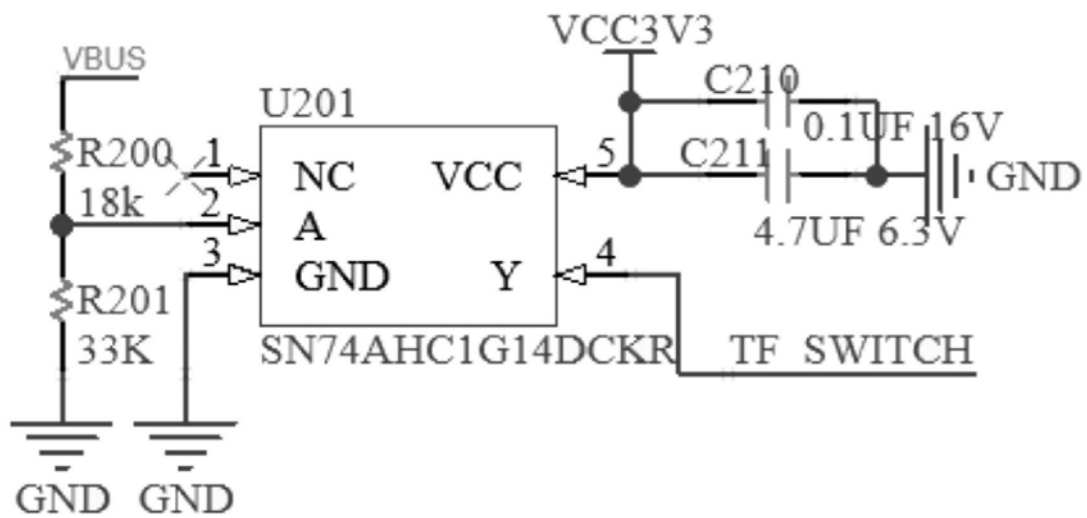 VCC3V3
VBUS
C210
U201
0.1UF 16V
R200
1
NC
VCC
5
C211
GND
18k
2
A
4.7UF 6.3V
3
GND
Y
4
R201
33K
SN74AHC1G14DCKR
TF SWITCH
GND
GND